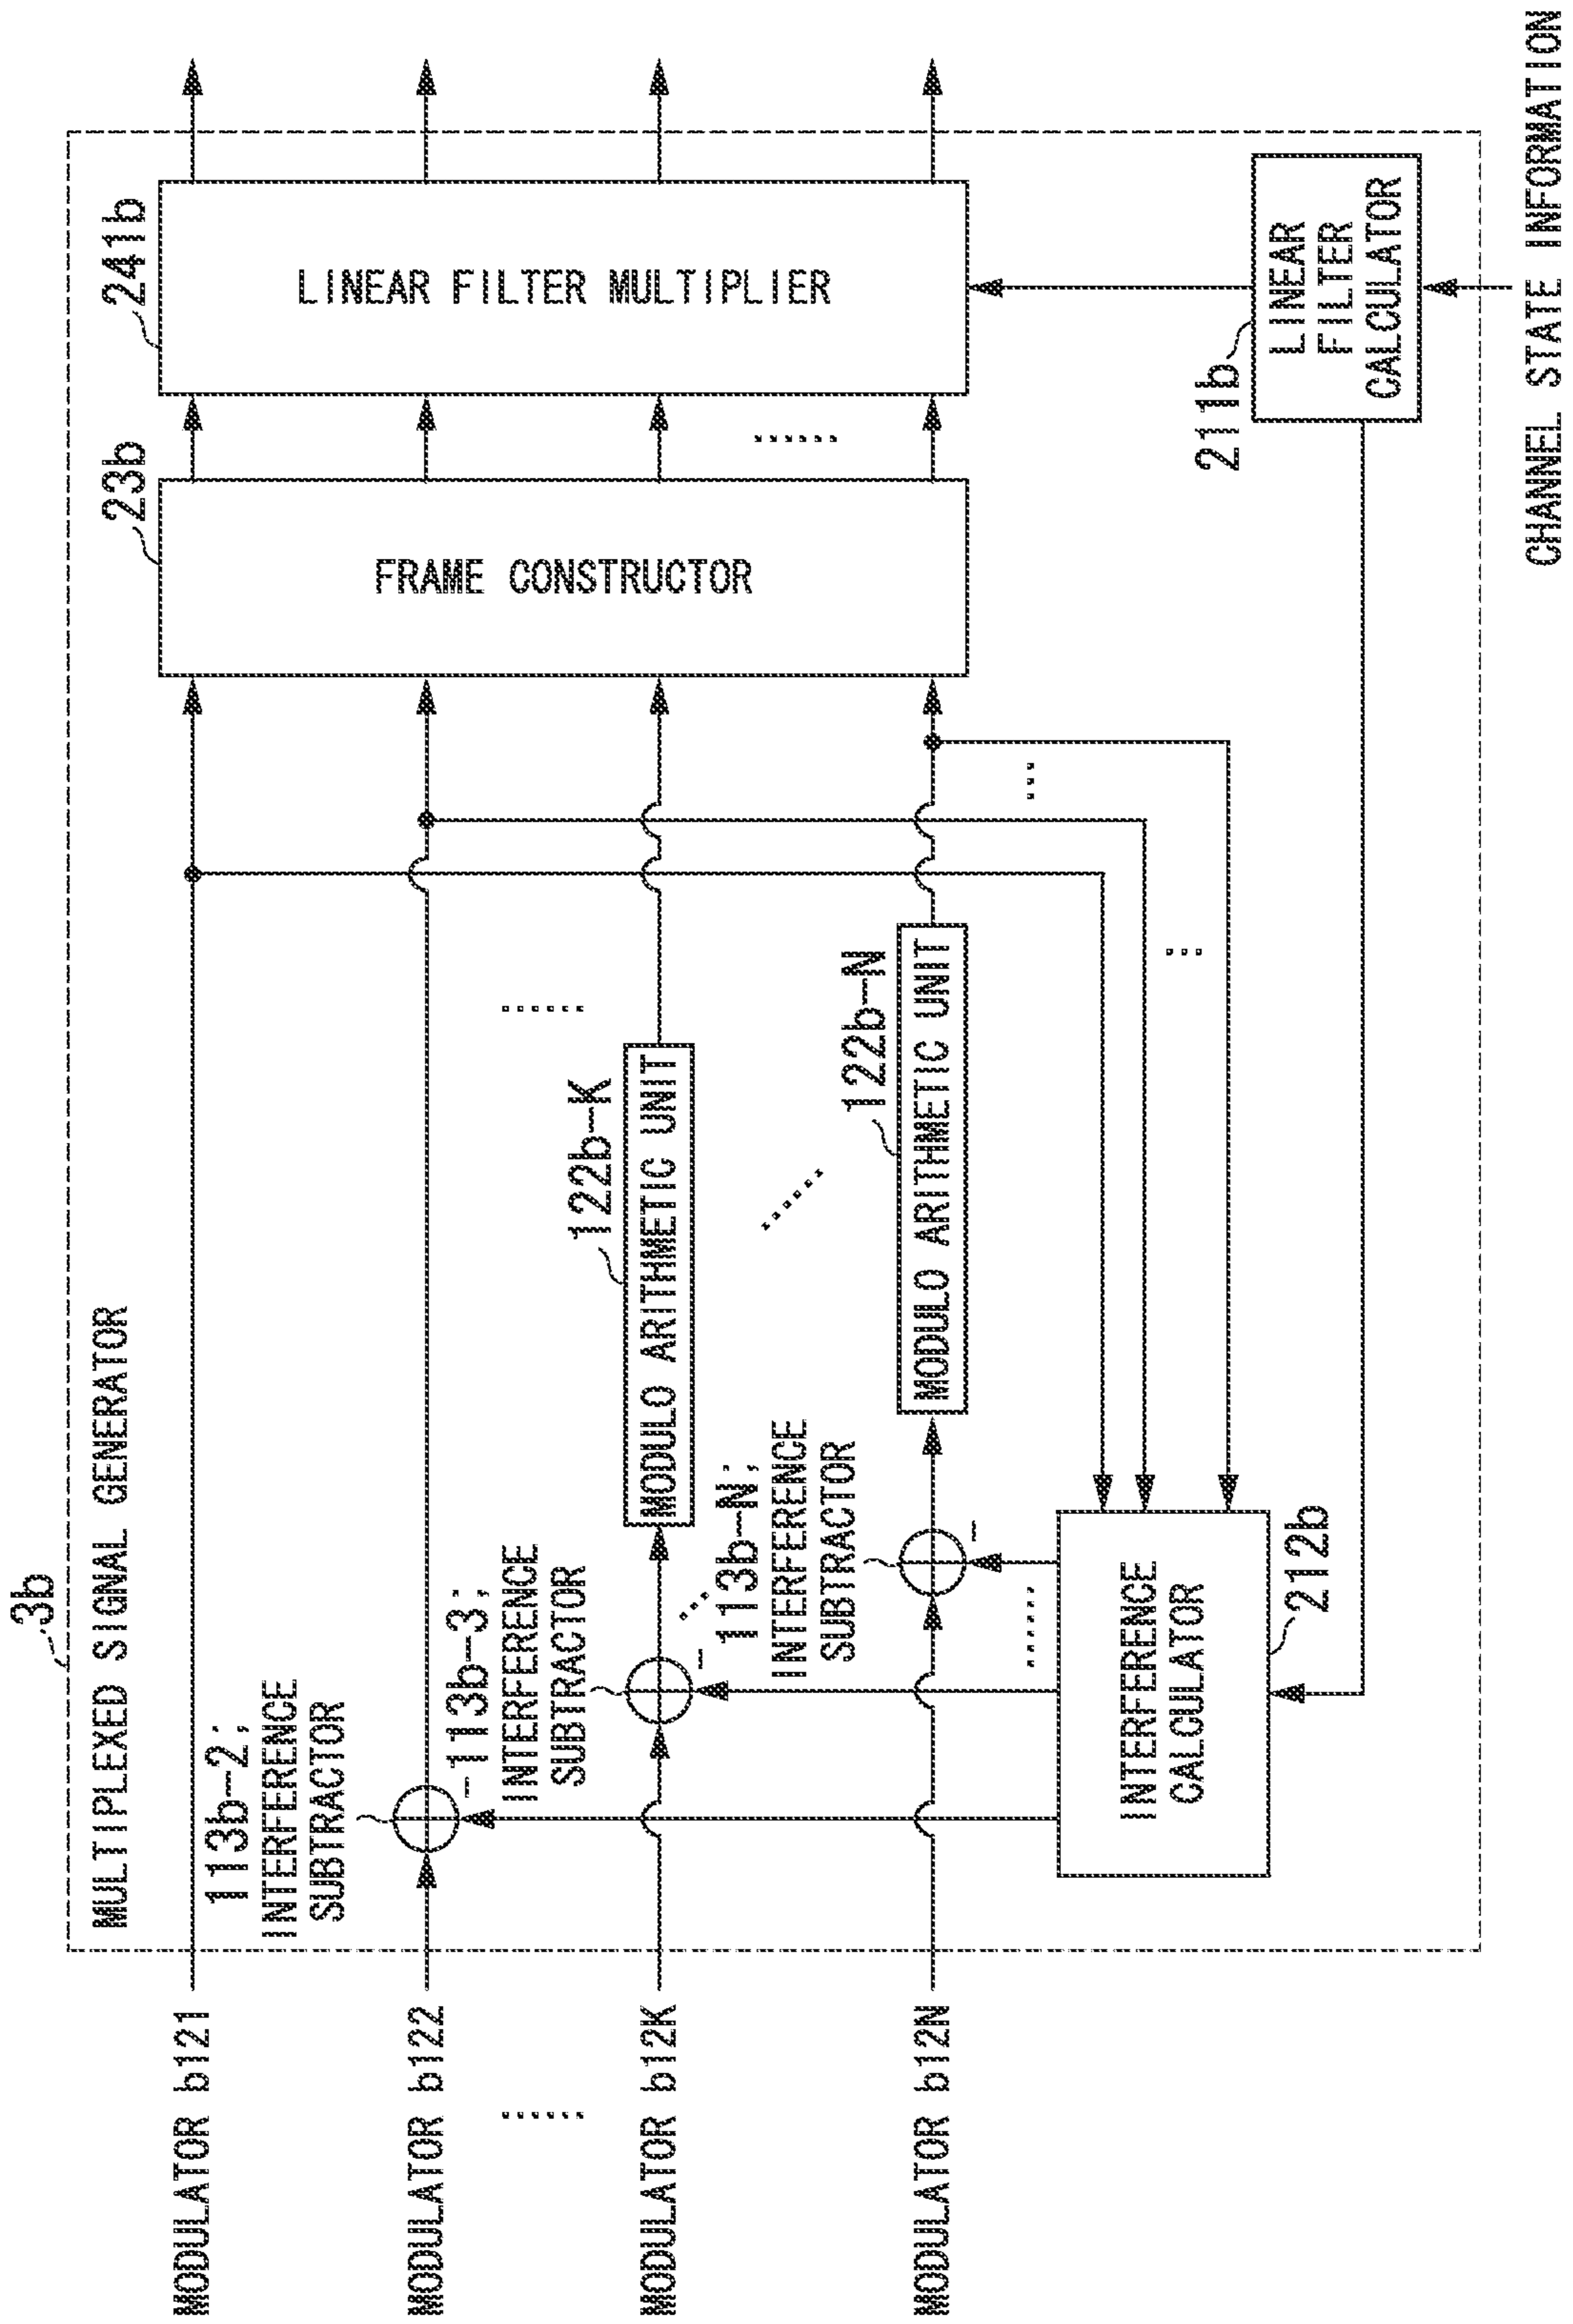 3b
MULTIPLEXED SIGNAL GENERATOR
MODULATOR b121
MODULATOR b122
MODULATOR b12K
MODULATOR b12N
113b-2;
INTERFERENCE
SUBTRACTOR
113b-3;
INTERFERENCE
SUBTRACTOR
113b-N;
INTERFERENCE
SUBTRACTOR
122b-K
MODULO ARITHMETIC UNIT
122b-N
MODULO ARITHMETIC UNIT
23b
FRAME CONSTRUCTOR
241b
LINEAR FILTER MULTIPLIER
INTERFERENCE
CALCULATOR
212b
211b
LINEAR
FILTER
CALCULATOR
CHANNEL STATE INFORMATION